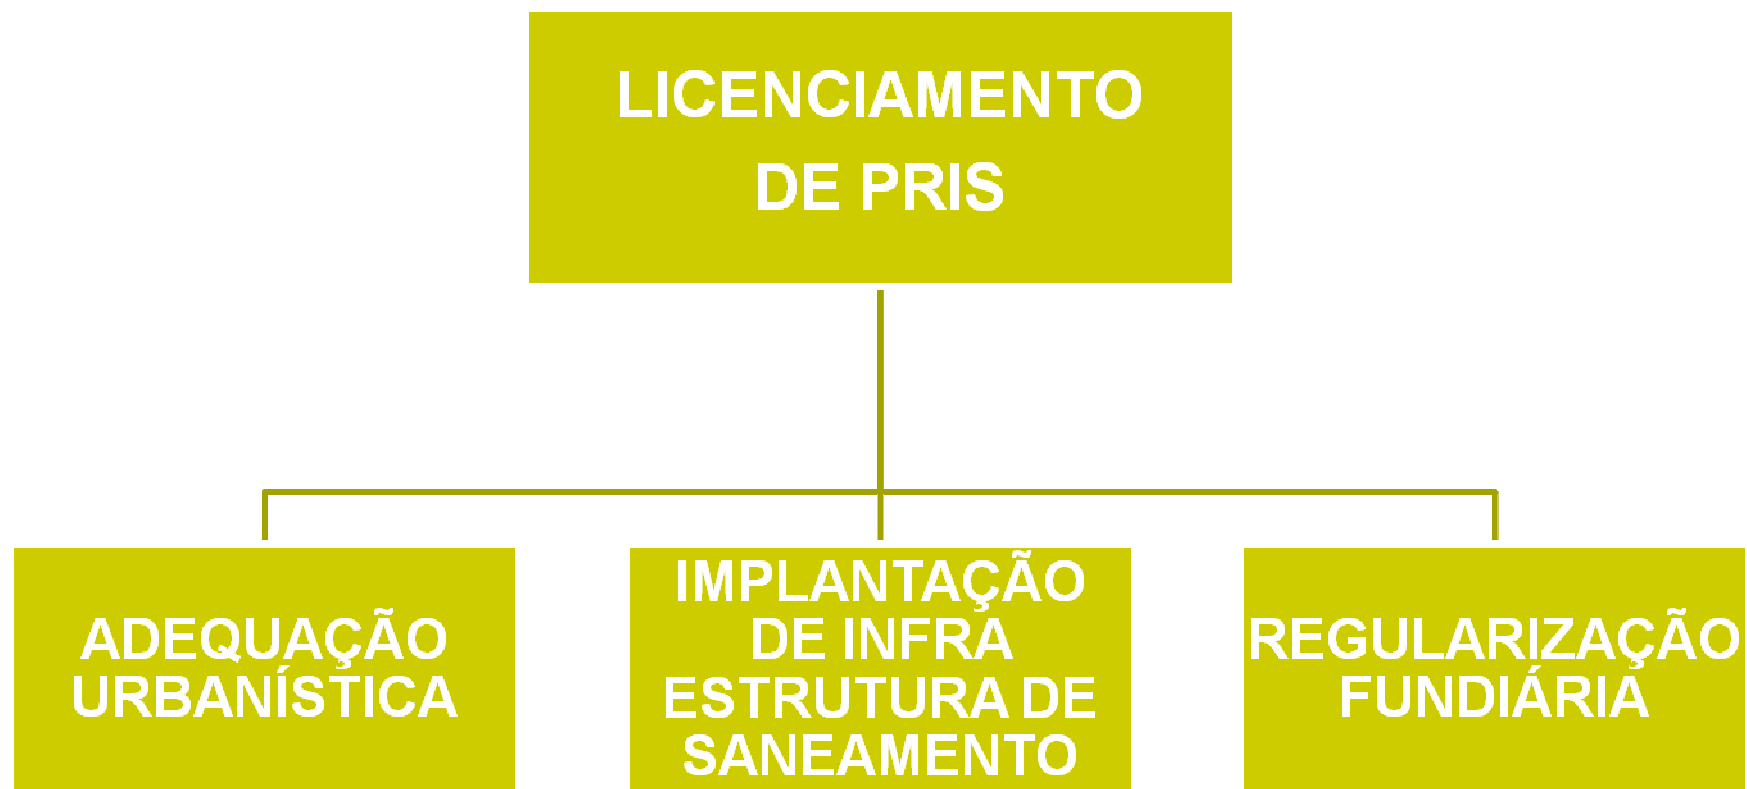 LICENCIAMENTO
DE PRIS
ADEQUAÇÃO
URBANÍSTICA
IMPLANTAÇÃO
DE INFRA
ESTRUTURA DE
SANEAMENTO
REGULARIZAÇÃO
FUNDIÁRIA